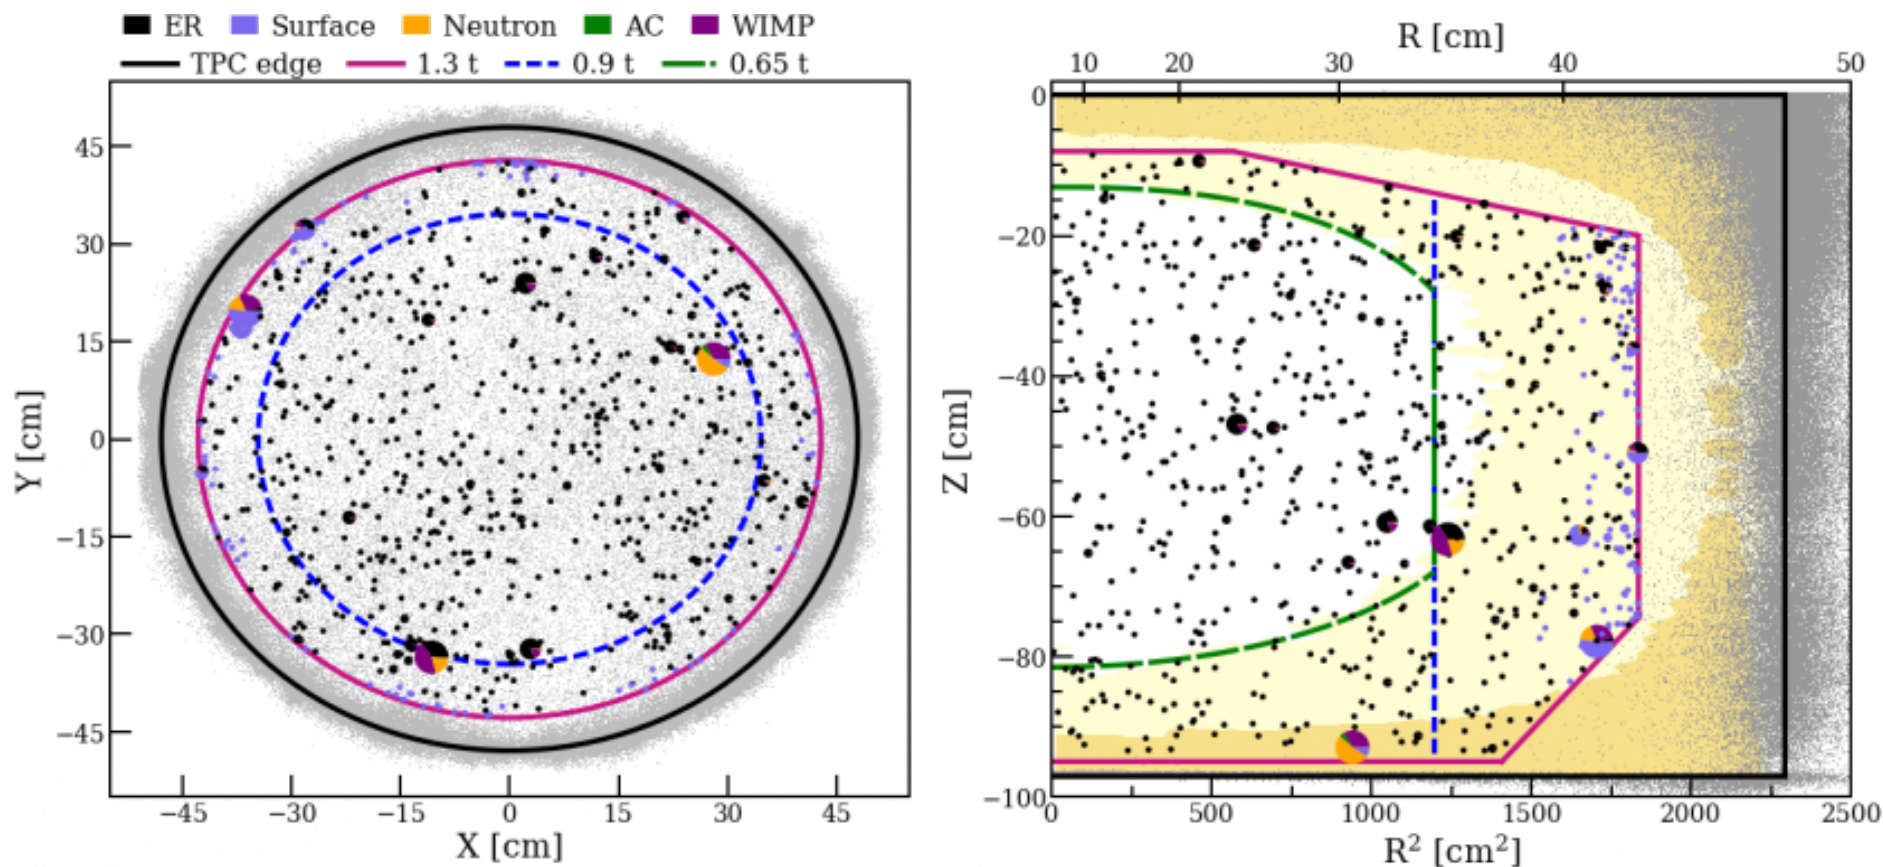 ER Surface Neutron AC WIMP
TPC edge 1.3 t 0.9 t 0.65 t
45
30
15
0
−15
−30
−45
Y [cm]
−45 −30 −15 0 15 30 45
X [cm]
R [cm]
10 20 30 40 50
0
−20
−40
−60
−80
−100
Z [cm]
0 500 1000 1500 2000 2500
R² [cm²]